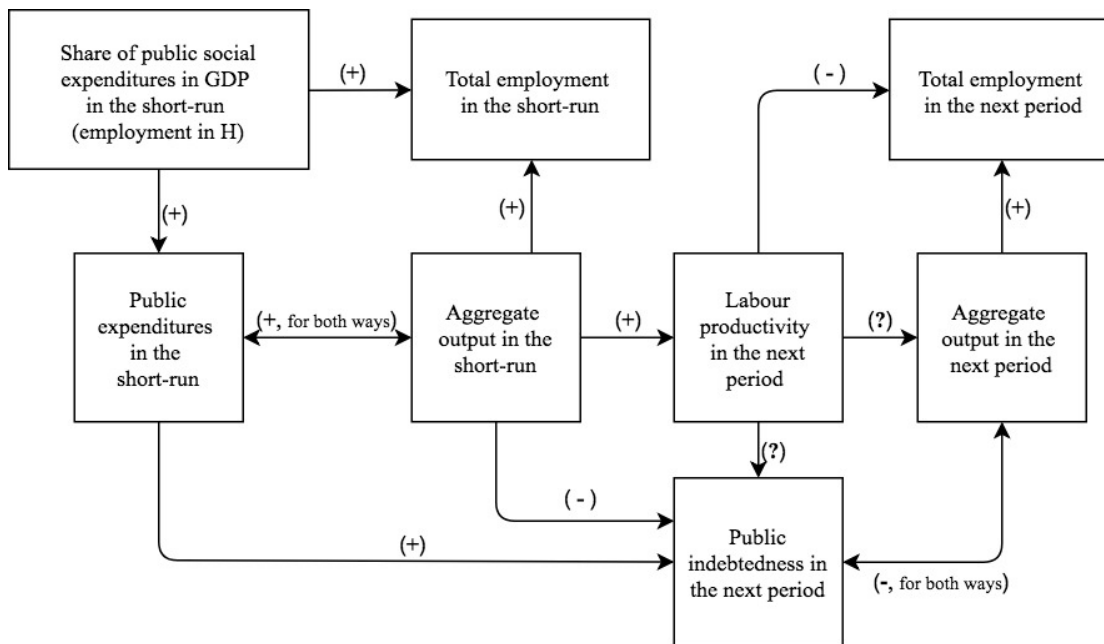 Share of public social
expenditures in GDP
in the short-run
(employment in H)
(+)
Total employment
in the short-run
(-)
Total employment
in the next period
(+)
(+)
(+)
Public
expenditures
in the
short-run
(+, for both ways)
Aggregate
output in the
short-run
(+)
Labour
productivity
in the next
period
(?)
Aggregate
output in the
next period
(?)
(-)
(+)
Public
indebtedness in
the next period
(-, for both ways)